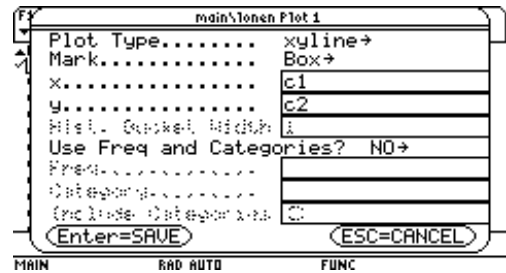 F1
main\lonen Plot 1
Plot Type........ xyline→
Mark............. Box→
x................ c1
y................ c2
Hist. Bucket Width 1
Use Freq and Categories? NO→
Freq.............
Category.........
Include Categories {}
Enter=SAVE ESC=CANCEL
MAIN RAD AUTO FUNC